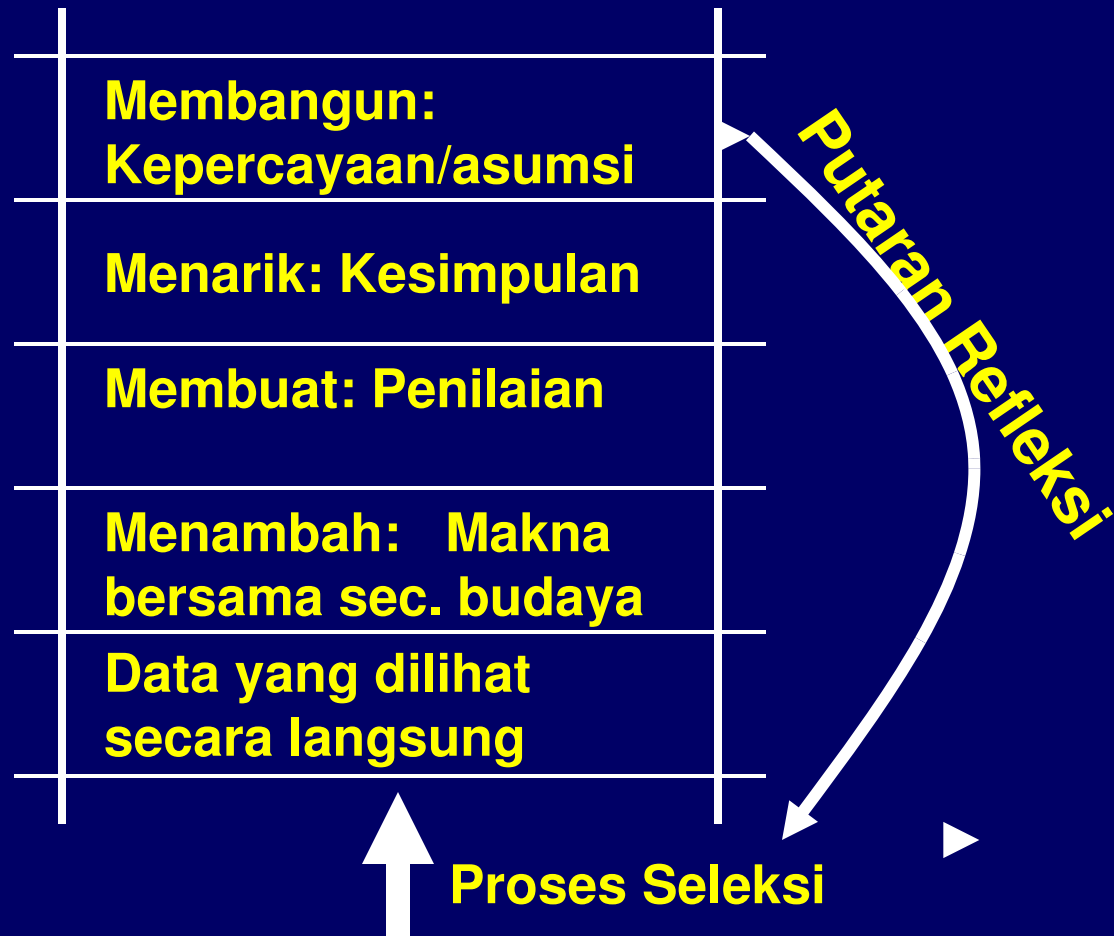 Membangun:
Kepercayaan/asumsi
Menarik: Kesimpulan
Membuat: Penilaian
Menambah: Makna
bersama sec. budaya
Data yang dilihat
secara langsung
Proses Seleksi
Putaran Refleksi